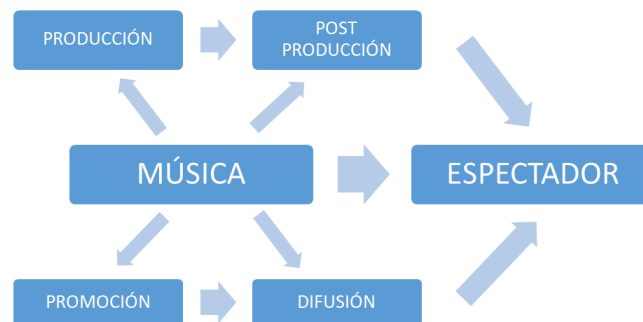 PRODUCCIÓN
POST
PRODUCCIÓN
MÚSICA
ESPECTADOR
PROMOCIÓN
DIFUSIÓN